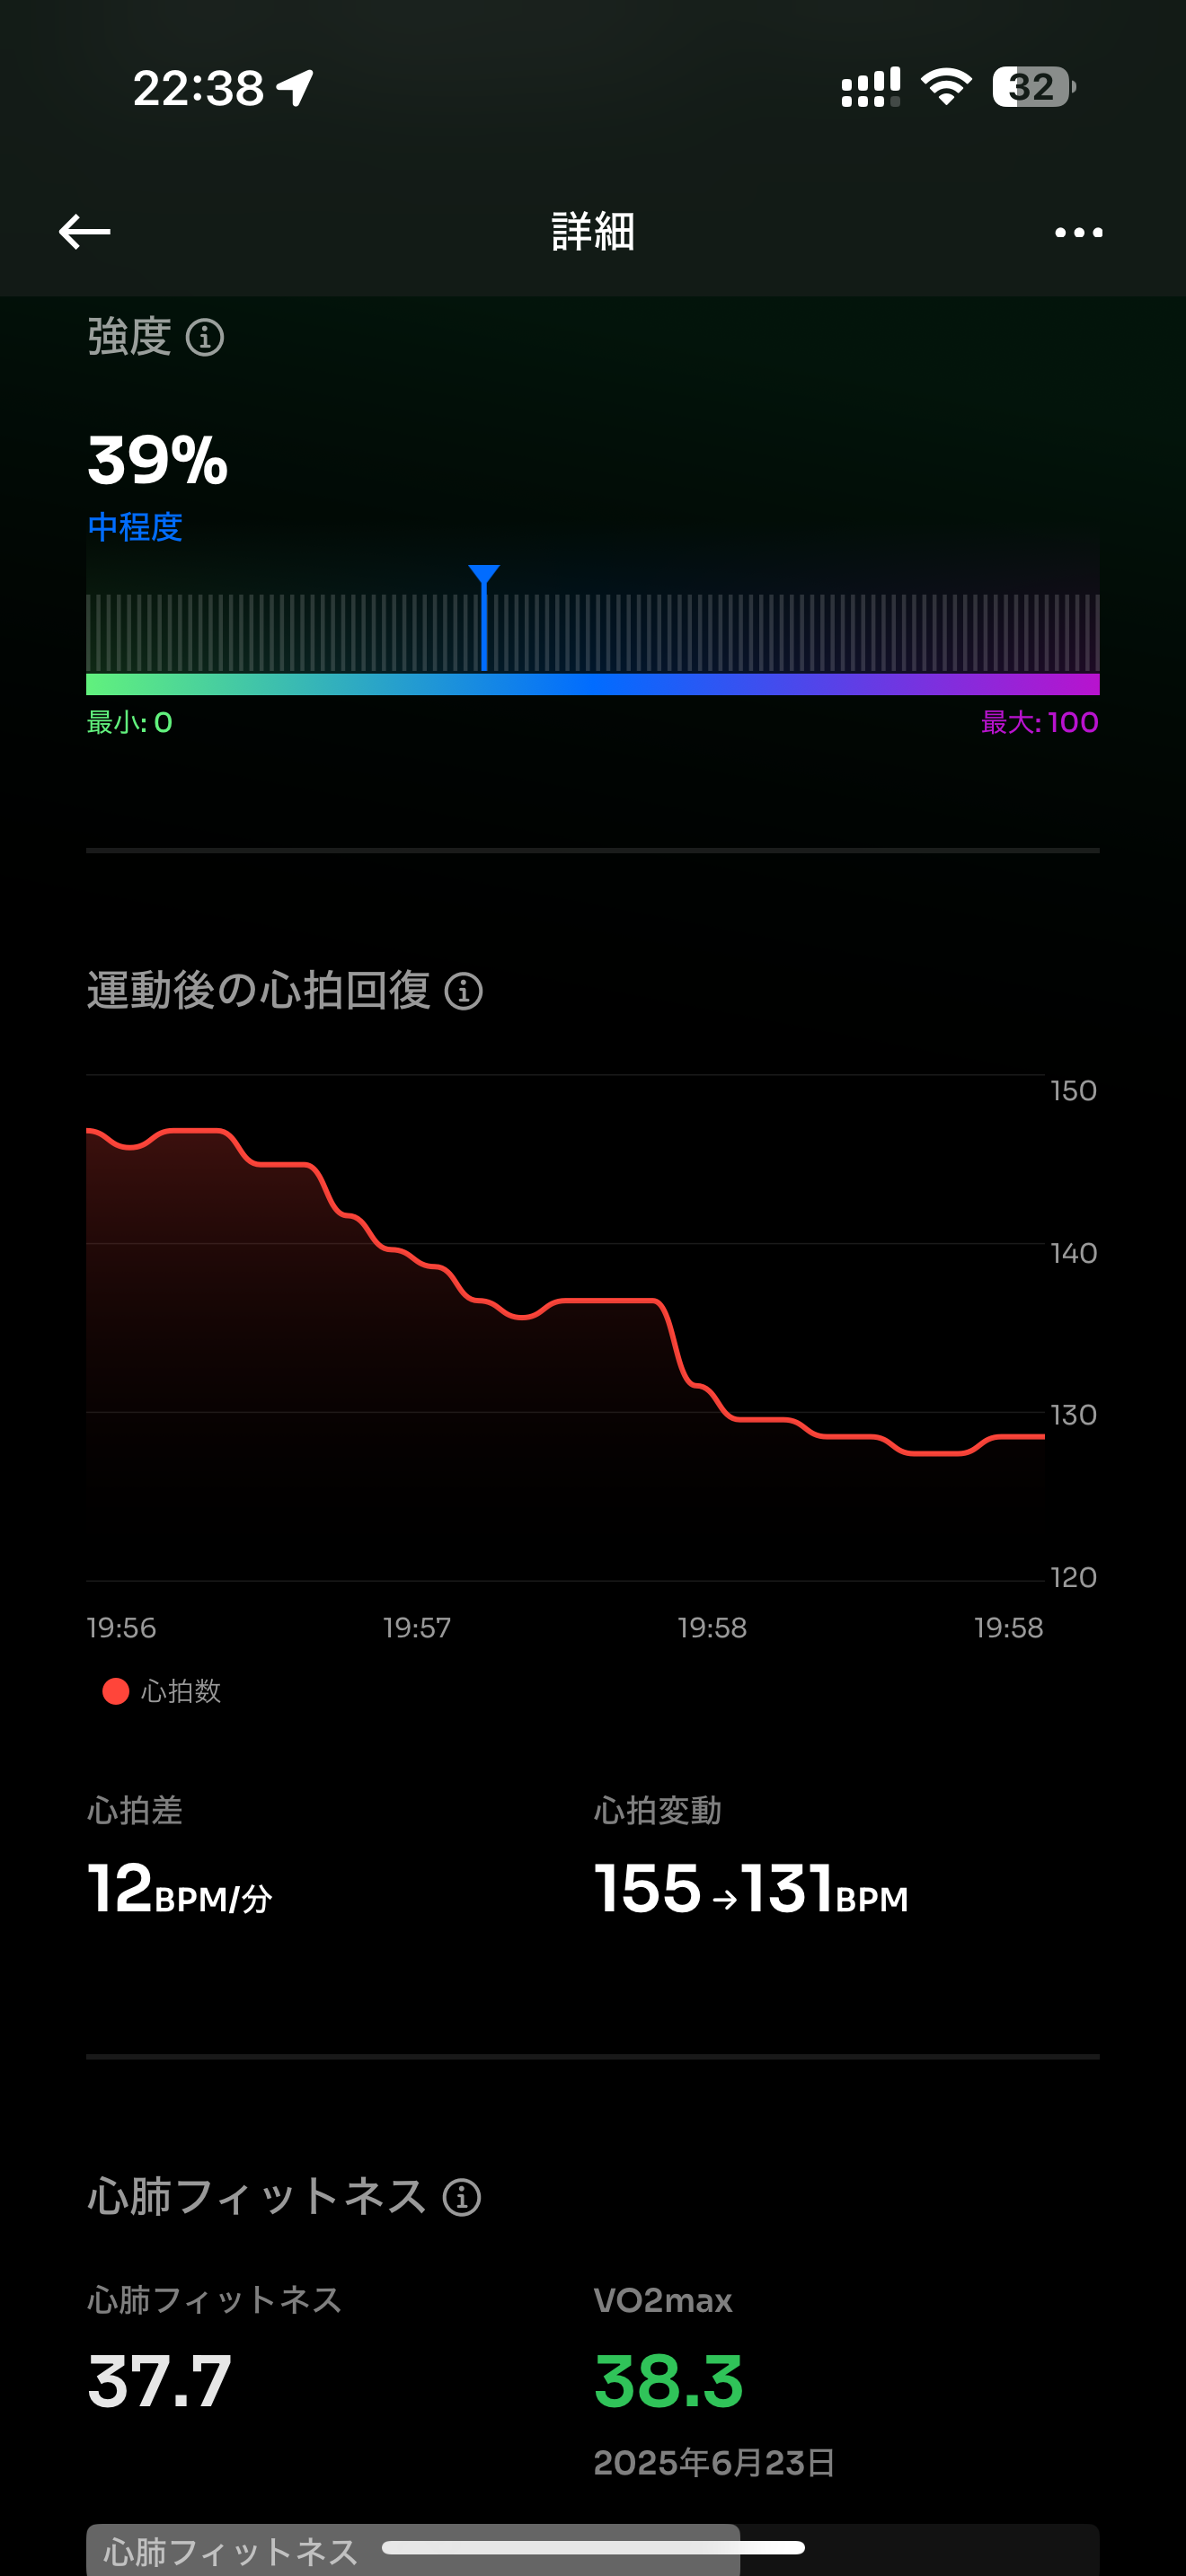 22:38
32
詳細
強度
39%
中程度
最小: 0
最大: 100
運動後の心拍回復
150
140
130
120
19:56 19:57 19:58 19:58
心拍数
心拍差 心拍変動
12BPM/分 155→131BPM
心肺フィットネス
心肺フィットネス VO2max
37.7 38.3
2025年6月23日
心肺フィットネス